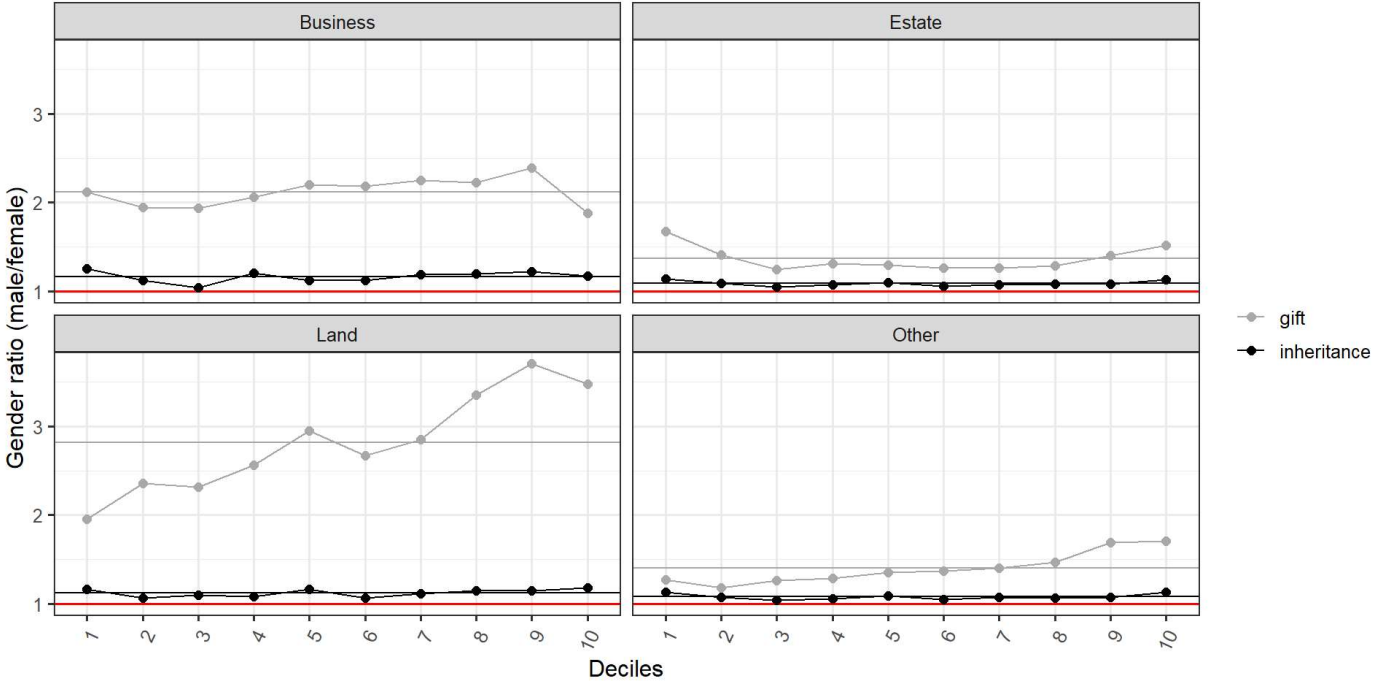 Business
Estate
3
2
1
Land
Other
3
2
1
1 2 3 4 5 6 7 8 9 10
1 2 3 4 5 6 7 8 9 10
Deciles
Gender ratio (male/female)
gift
inheritance